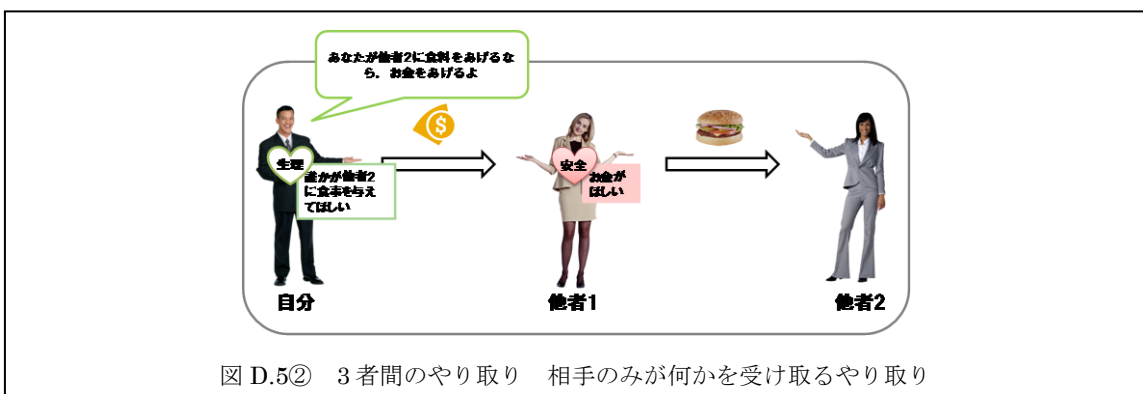 あなたが他者2に食料をあげるな
ら，お金をあげるよ
生理
誰かが他者2
に食事を与え
てほしい
$
安全
お金が
ほしい
自分
他者1
他者2
図 D.5② 3者間のやり取り 相手のみが何かを受け取るやり取り